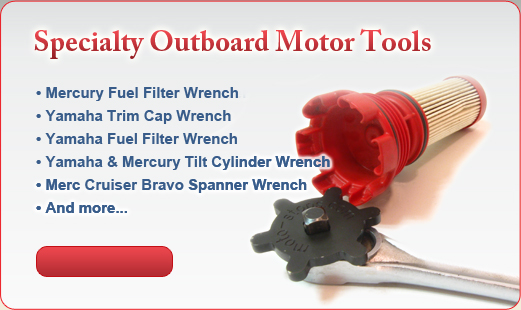 Specialty Outboard Motor Tools
• Mercury Fuel Filter Wrench
• Yamaha Trim Cap Wrench
• Yamaha Fuel Filter Wrench
• Yamaha & Mercury Tilt Cylinder Wrench
• Merc Cruiser Bravo Spanner Wrench
• And more...